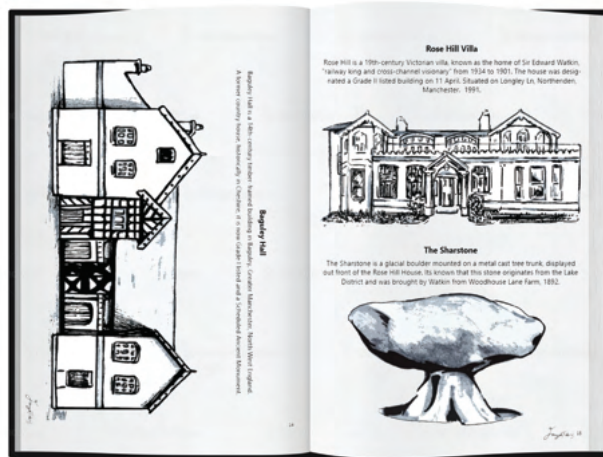 Baguley Hall
Baguley Hall is a 14th-century timber-framed building in Baguley, Greater Manchester, North West England.
A former country house, historically in Cheshire, it is now Grade I listed and a Scheduled Ancient Monument.
Rose Hill Villa
Rose Hill is a 19th-century Victorian villa, known as the home of Sir Edward Watkin,
"railway king and cross-channel visionary" from 1934 to 1901. The house was desig-
nated a Grade II listed building on 11 April. Situated on Longley Ln, Northenden,
Manchester. 1991.
The Sharstone
The Sharstone is a glacial boulder mounted on a metal cast tree trunk, displayed
out front of the Rose Hill House. Its known that this stone originates from the Lake
District and was brought by Watkin from Woodhouse Lane Farm, 1892.